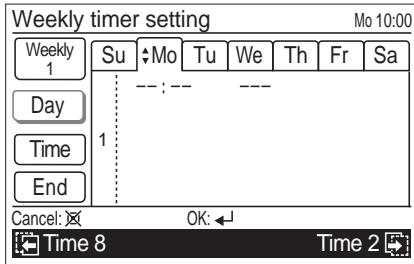 Weekly timer setting Mo 10:00
Weekly 1 Su Mo Tu We Th Fr Sa
Day --:-- ---
Time 1
End
Cancel: OK:
Time 8 Time 2